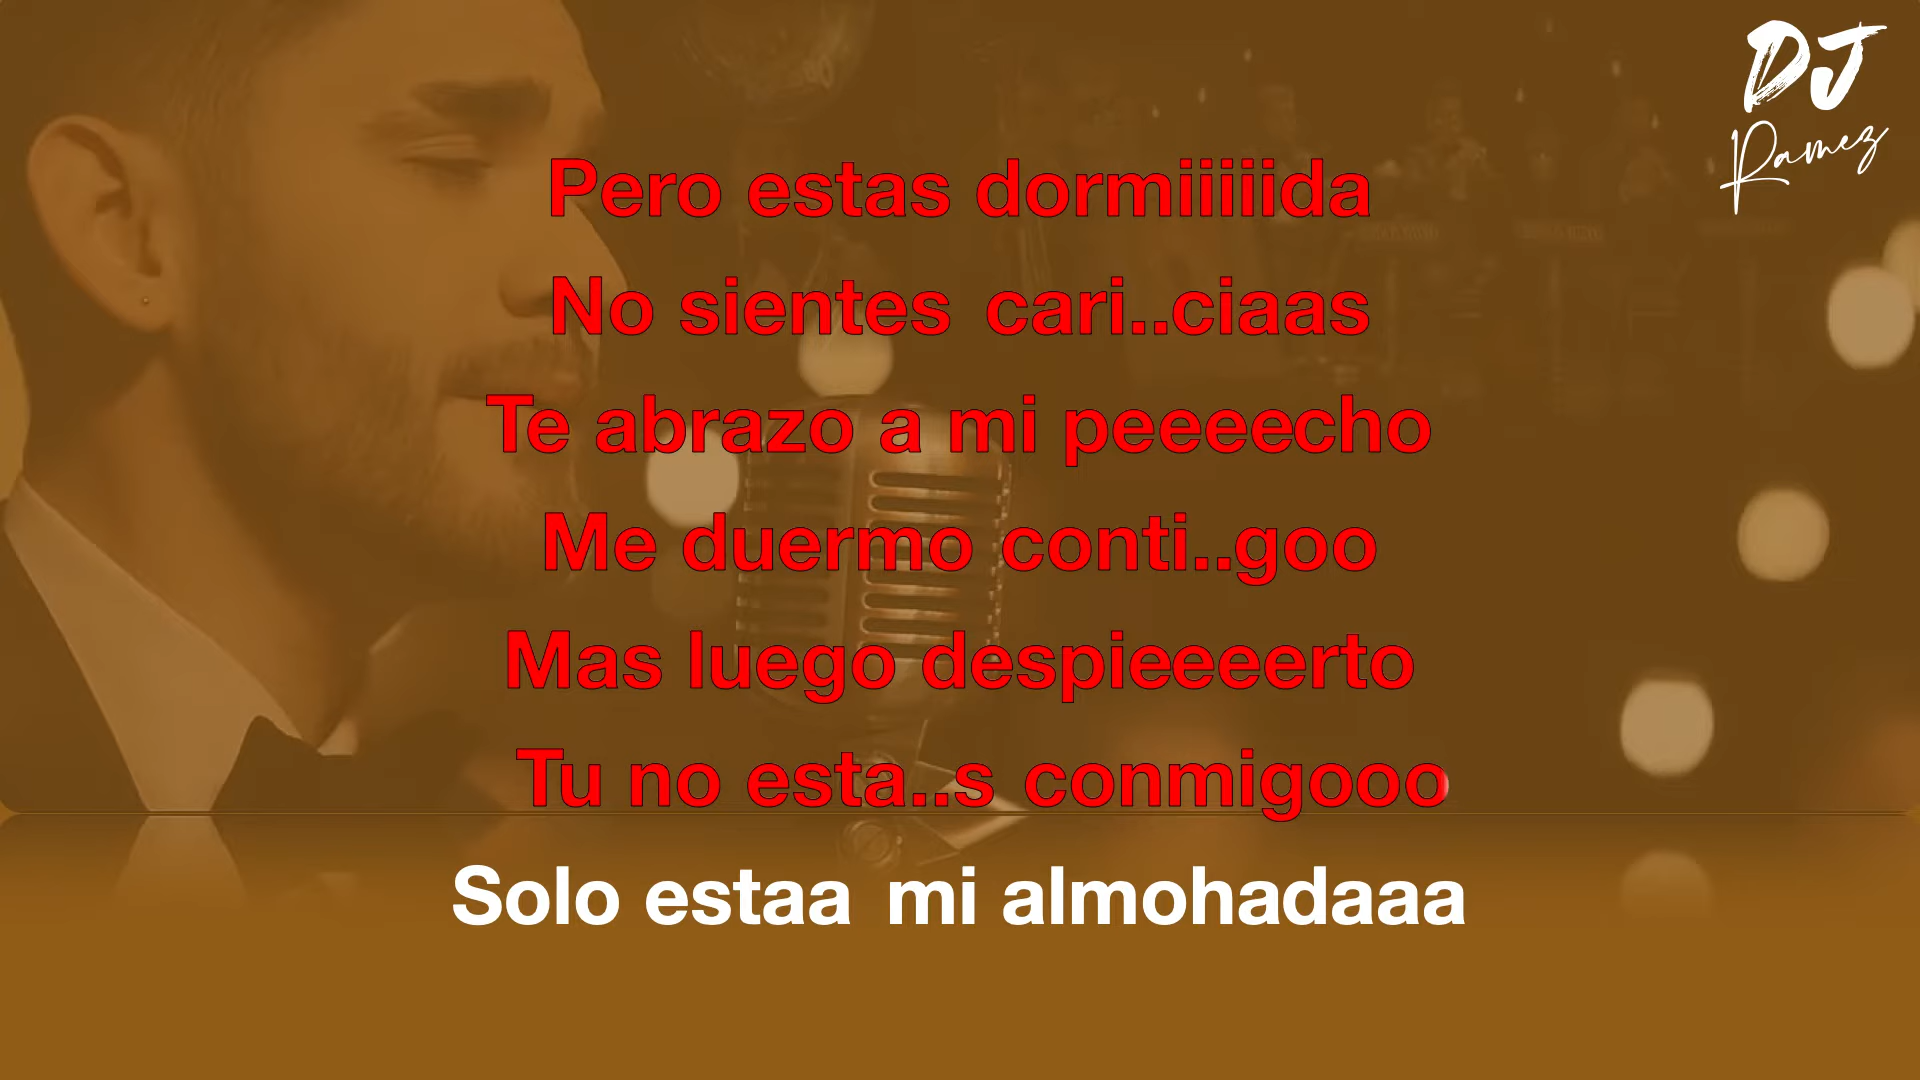 DJ
Ramez
Pero estas dormiiiiida
No sientes cari..ciaas
Te abrazo a mi peeeecho
Me duermo conti..goo
Mas luego despieeeerto
Tu no esta..s conmigooo
Solo estaa mi almohadaaa